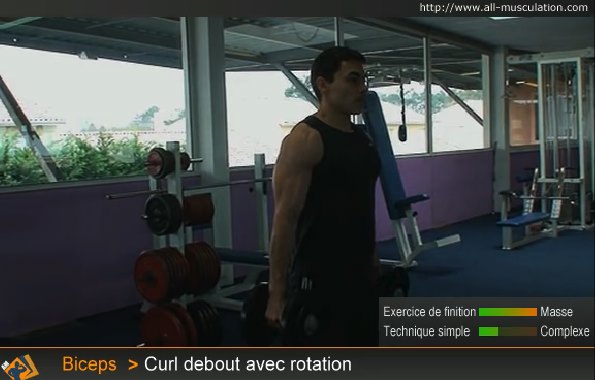 http://www.all-musculation.com
Exercice de finition Masse
Technique simple Complexe
Biceps > Curl debout avec rotation